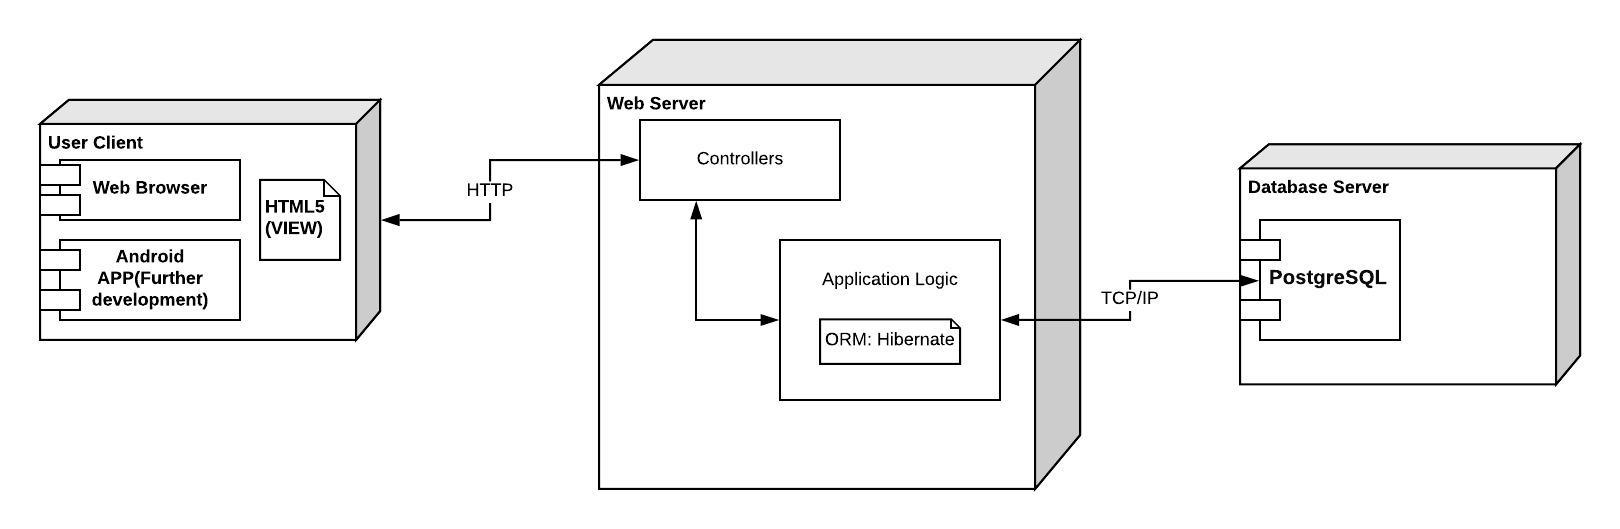 User Client
Web Browser
HTML5
(VIEW)
Android
APP(Further
development)
HTTP
Web Server
Controllers
Application Logic
ORM: Hibernate
TCP/IP
Database Server
PostgreSQL